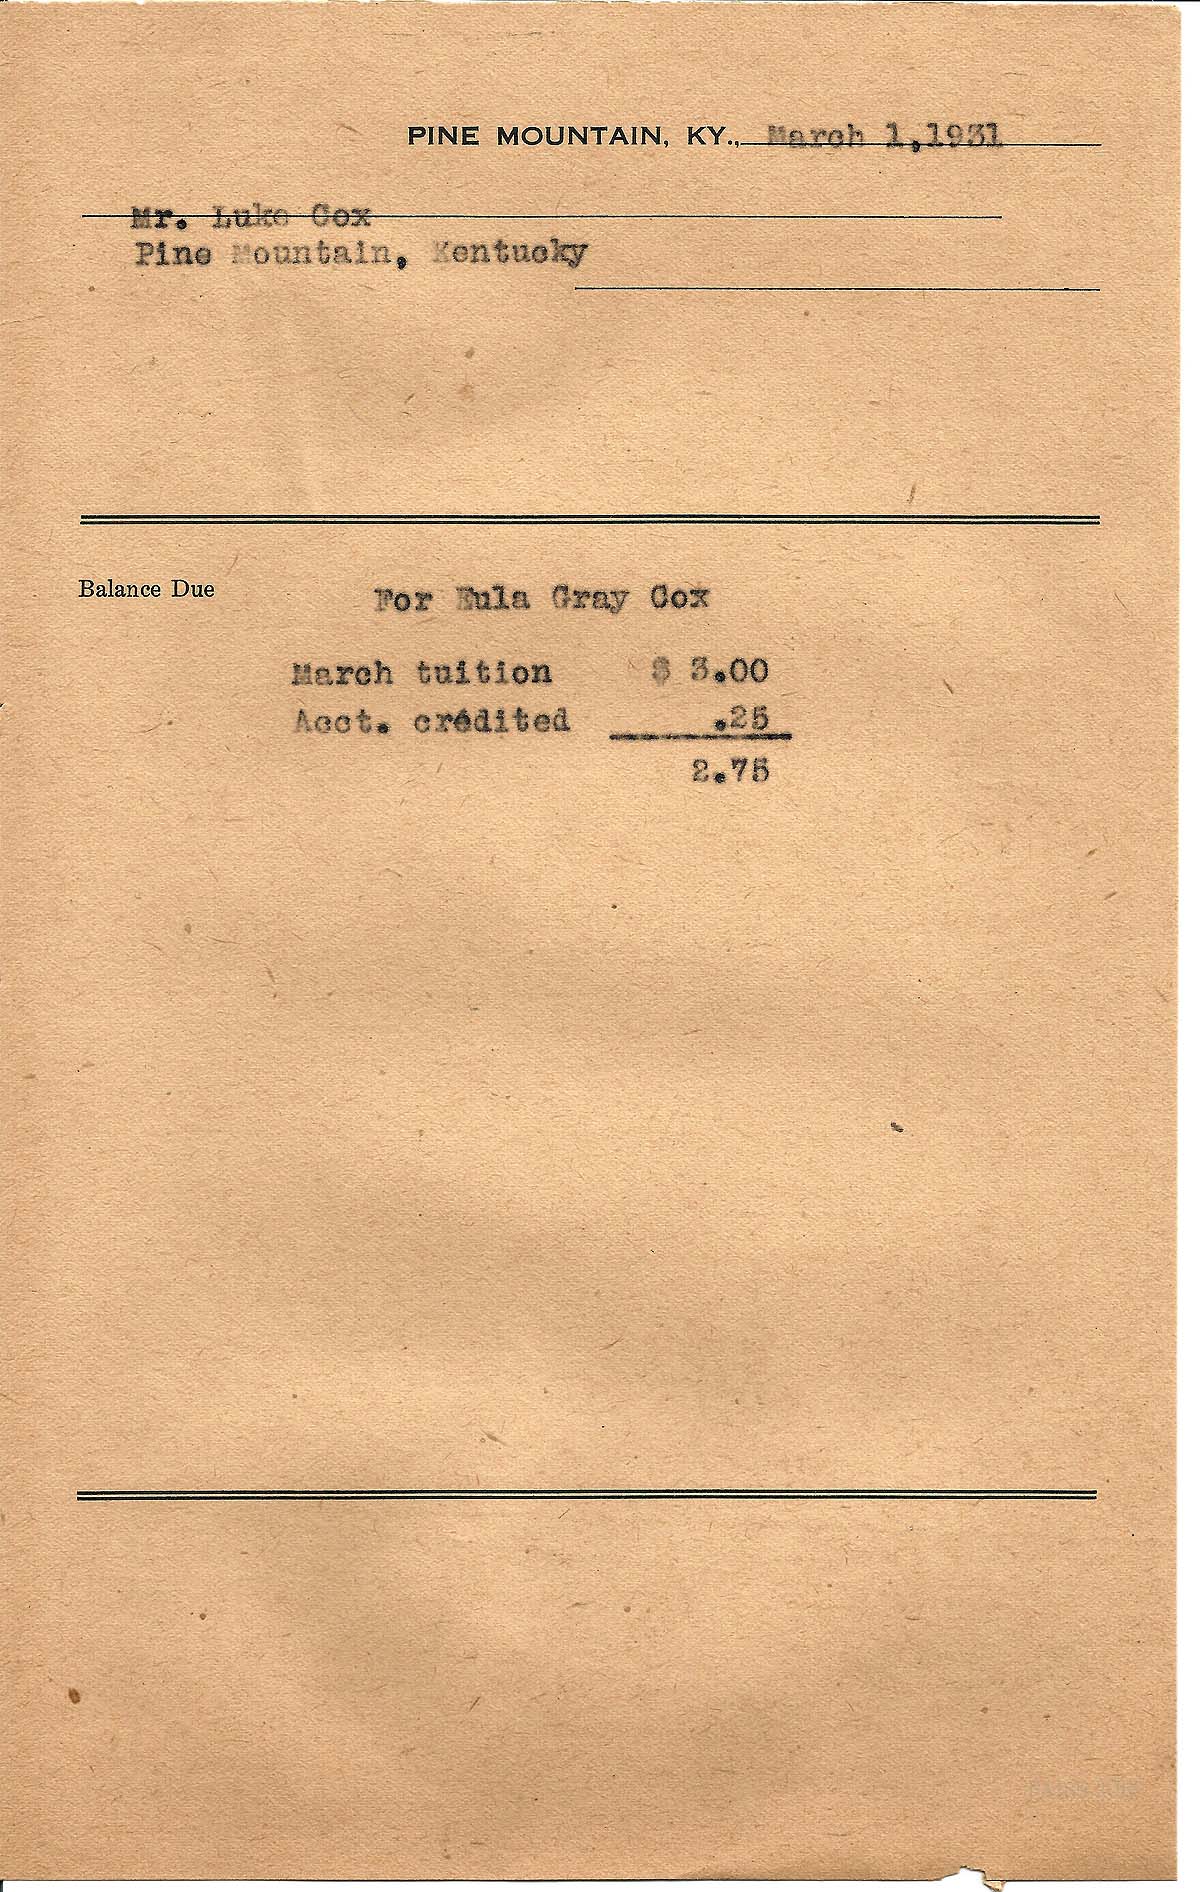 PINE MOUNTAIN, KY., March 1,1931
Mr. Luke Cox
Pine Mountain, Kentucky
Balance Due
For Eula Gray Cox
March tuition $ 3.00
Acct. crédited .25
2.75